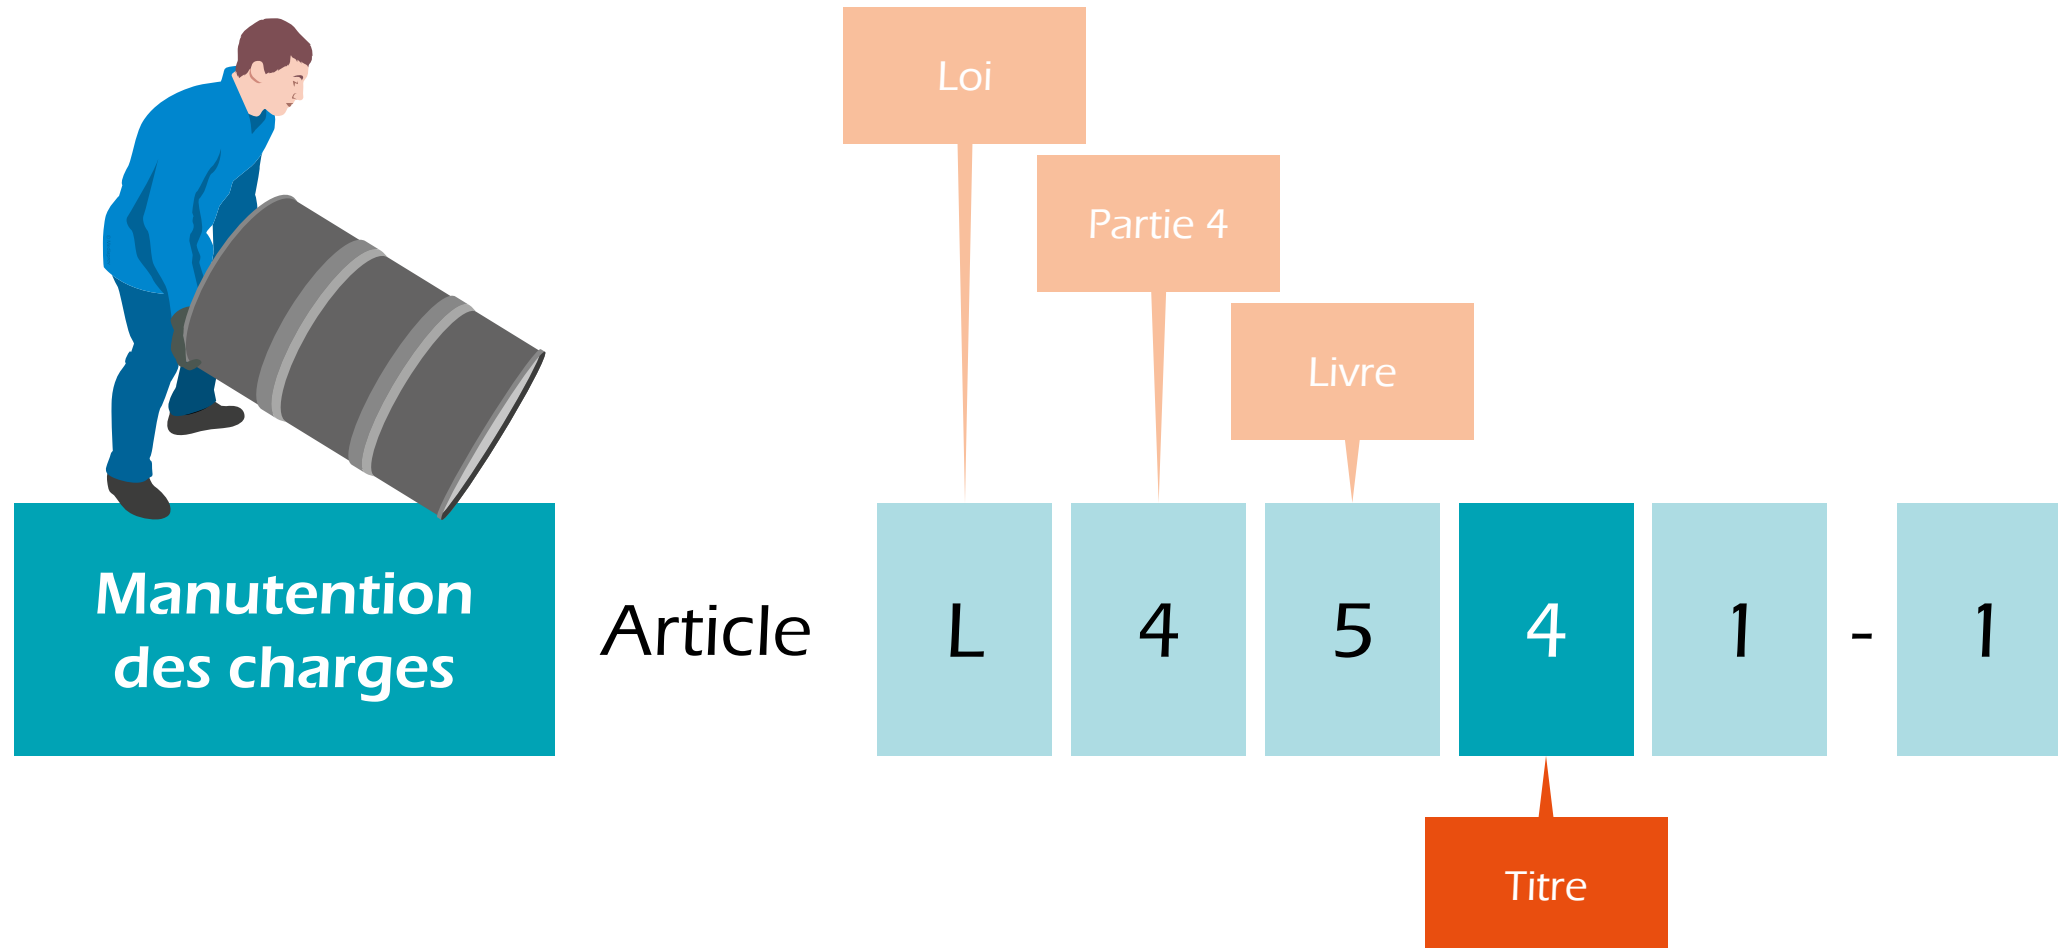 Loi
Partie 4
Livre
Manutention
des charges
Article L 4 5 4 1 - 1
Titre